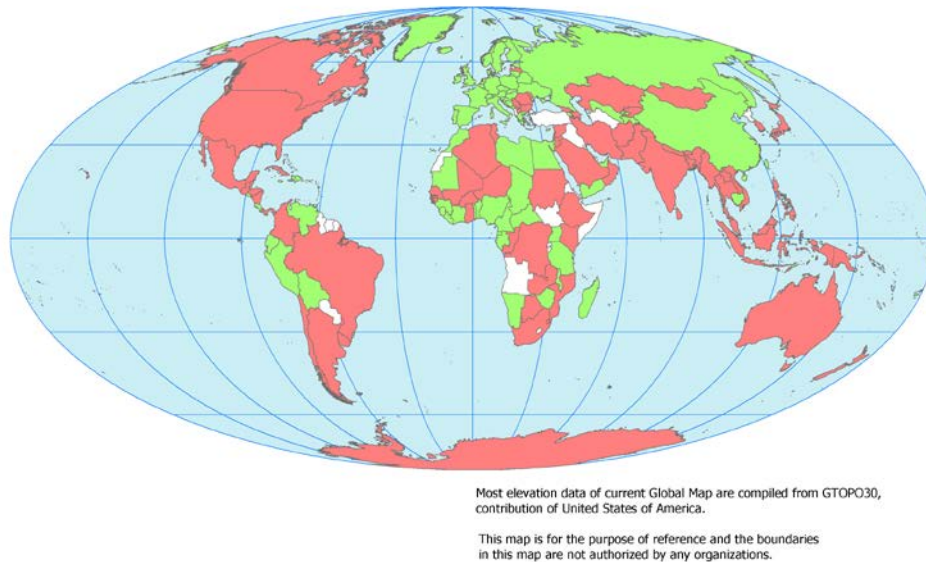 Most elevation data of current Global Map are compiled from GTOPO30,
contribution of United States of America.
This map is for the purpose of reference and the boundaries
in this map are not authorized by any organizations.